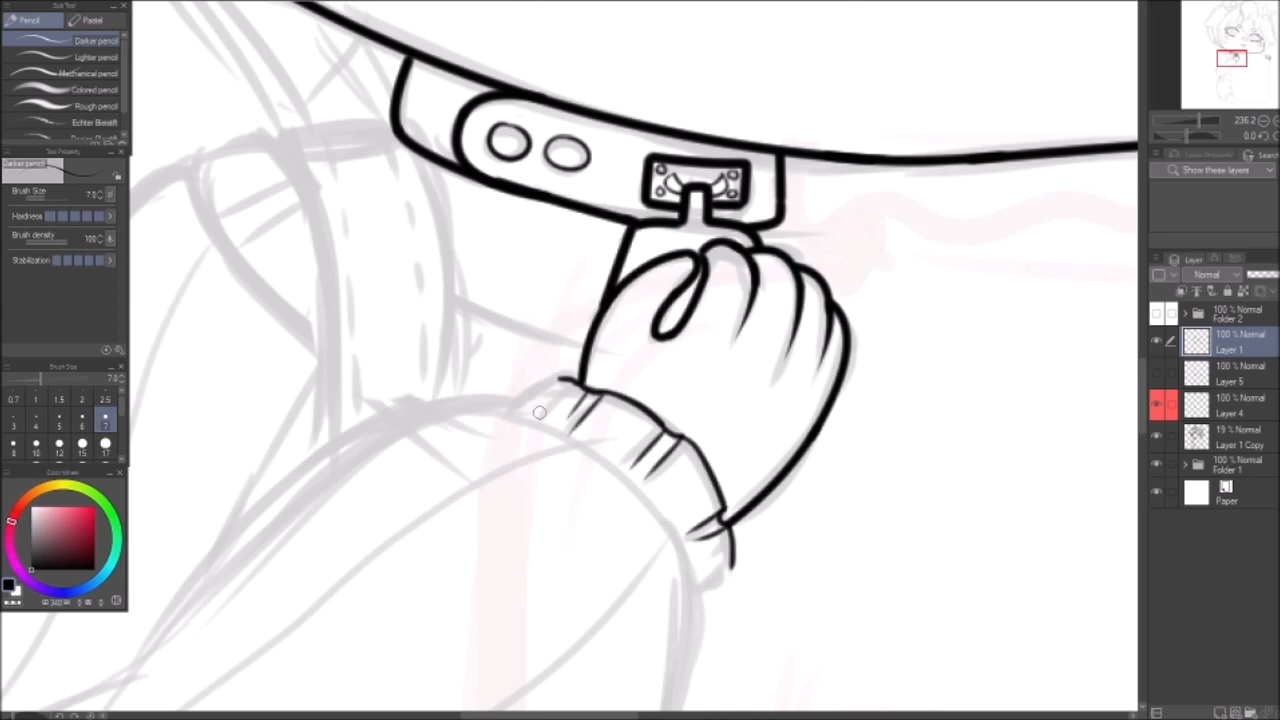 Sub Tool
Pencil
Pastel
Darker pencil
Lighter pencil
Mechanical pencil
Colored pencil
Rough pencil
Echter Bleistift
Tool Property
Darker pencil
Brush Size 7.0
Hardness
Brush density 100
Stabilization
Brush Size
7.0
0.7 1 1.5 2 2.5
3 4 5 6 7
8 10 12 15 17
Color Wheel
236.2
0.0
Layer Property
Search
Show these layers
Layer
Normal
100 % Normal
Folder 2
100 % Normal
Layer 1
100 % Normal
Layer 5
100 % Normal
Layer 4
19 % Normal
Layer 1 Copy
100 % Normal
Folder 1
Paper